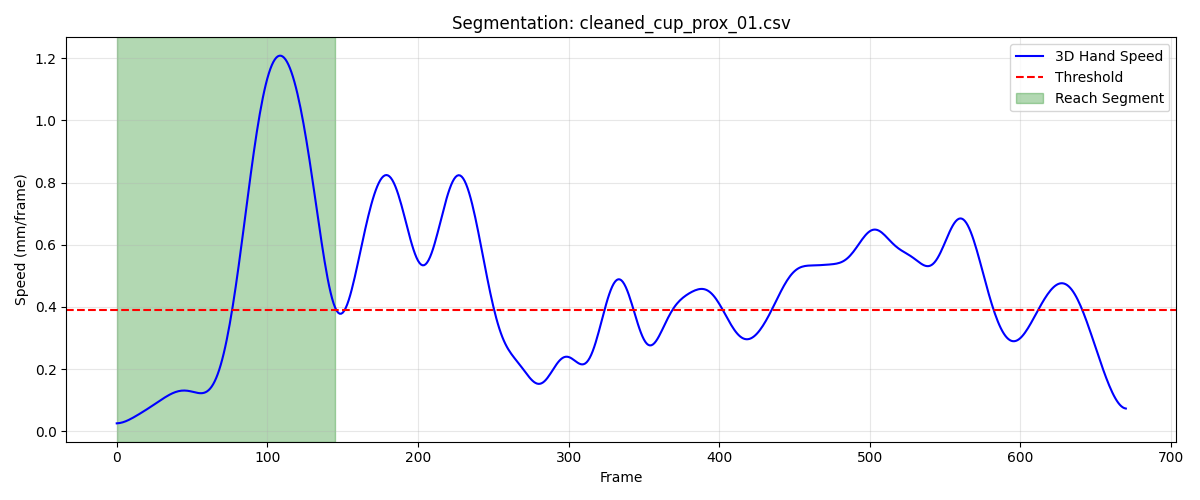 Segmentation: cleaned_cup_prox_01.csv
3D Hand Speed
Threshold
Reach Segment
Speed (mm/frame)
1.2
1.0
0.8
0.6
0.4
0.2
0.0
0 100 200 300 400 500 600 700
Frame